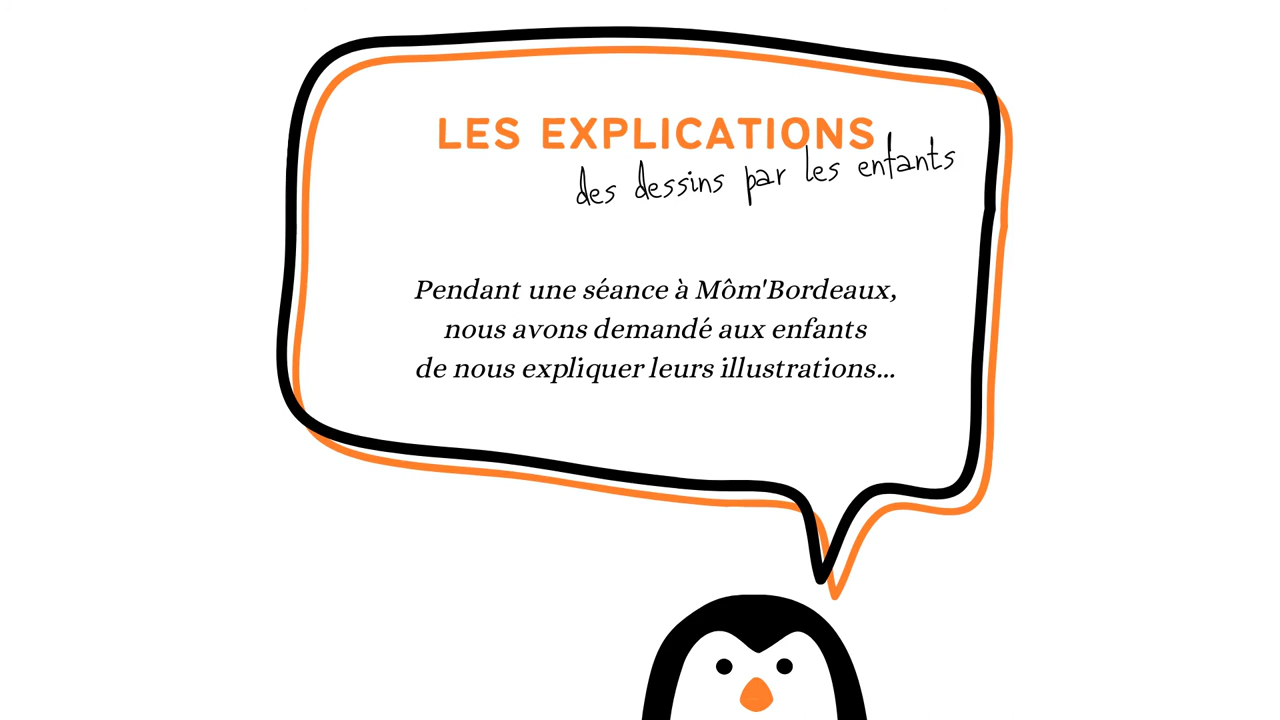 LES EXPLICATIONS
des dessins par les enfants
Pendant une séance à Môm'Bordeaux,
nous avons demandé aux enfants
de nous expliquer leurs illustrations...